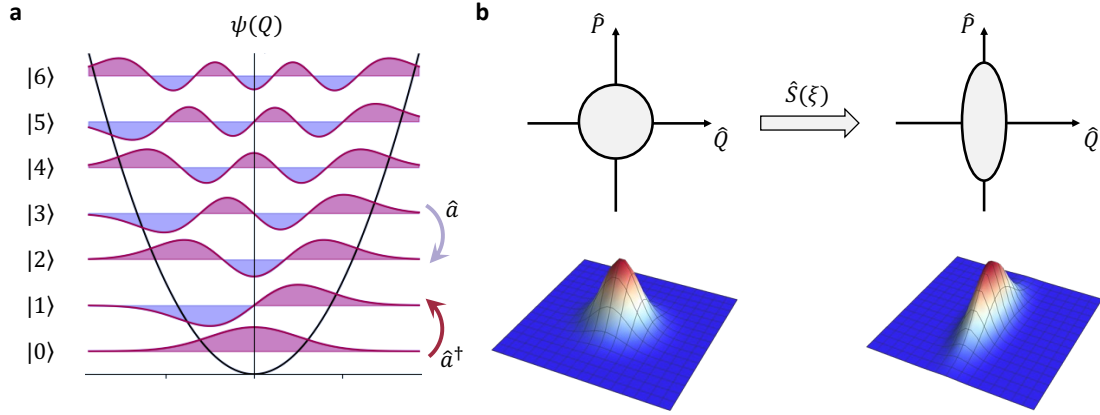 a
ψ(Q)
|6⟩
|5⟩
|4⟩
|3⟩
|2⟩
|1⟩
|0⟩
â
â†
b
P̂
Q̂
Ŝ(ξ)
P̂
Q̂